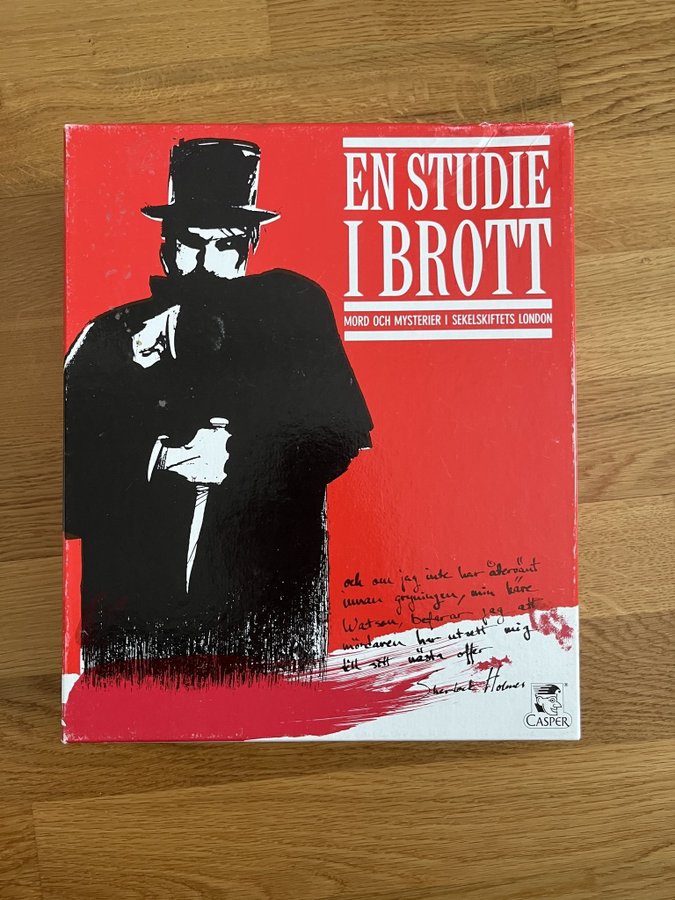 EN STUDIE
I BROTT
MORD OCH MYSTERIER I SEKELSKIFTETS LONDON
och om jag inte har återvänt
innan gryningen, min käre
Watson, befarar jag att
mördaren har utsett mig
till sitt nästa offer
Sherlock Holmes
CASPER